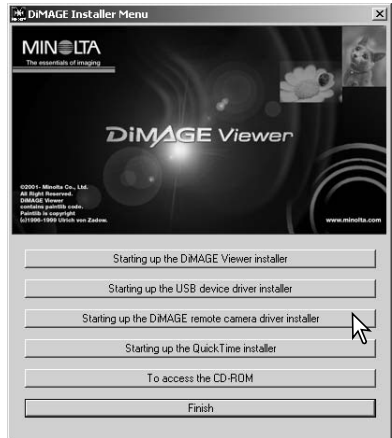 DiMAGE Installer Menu
MINOLTA
The essentials of imaging
DiMAGE Viewer
©2001- Minolta Co., Ltd.
All Right Reserved.
DiMAGE Viewer
contains paintlib code.
Paintlib is copyright
(c)1996-1999 Ulrich von Zadow.
www.minolta.com
Starting up the DiMAGE Viewer installer
Starting up the USB device driver installer
Starting up the DiMAGE remote camera driver installer
Starting up the QuickTime installer
To access the CD-ROM
Finish